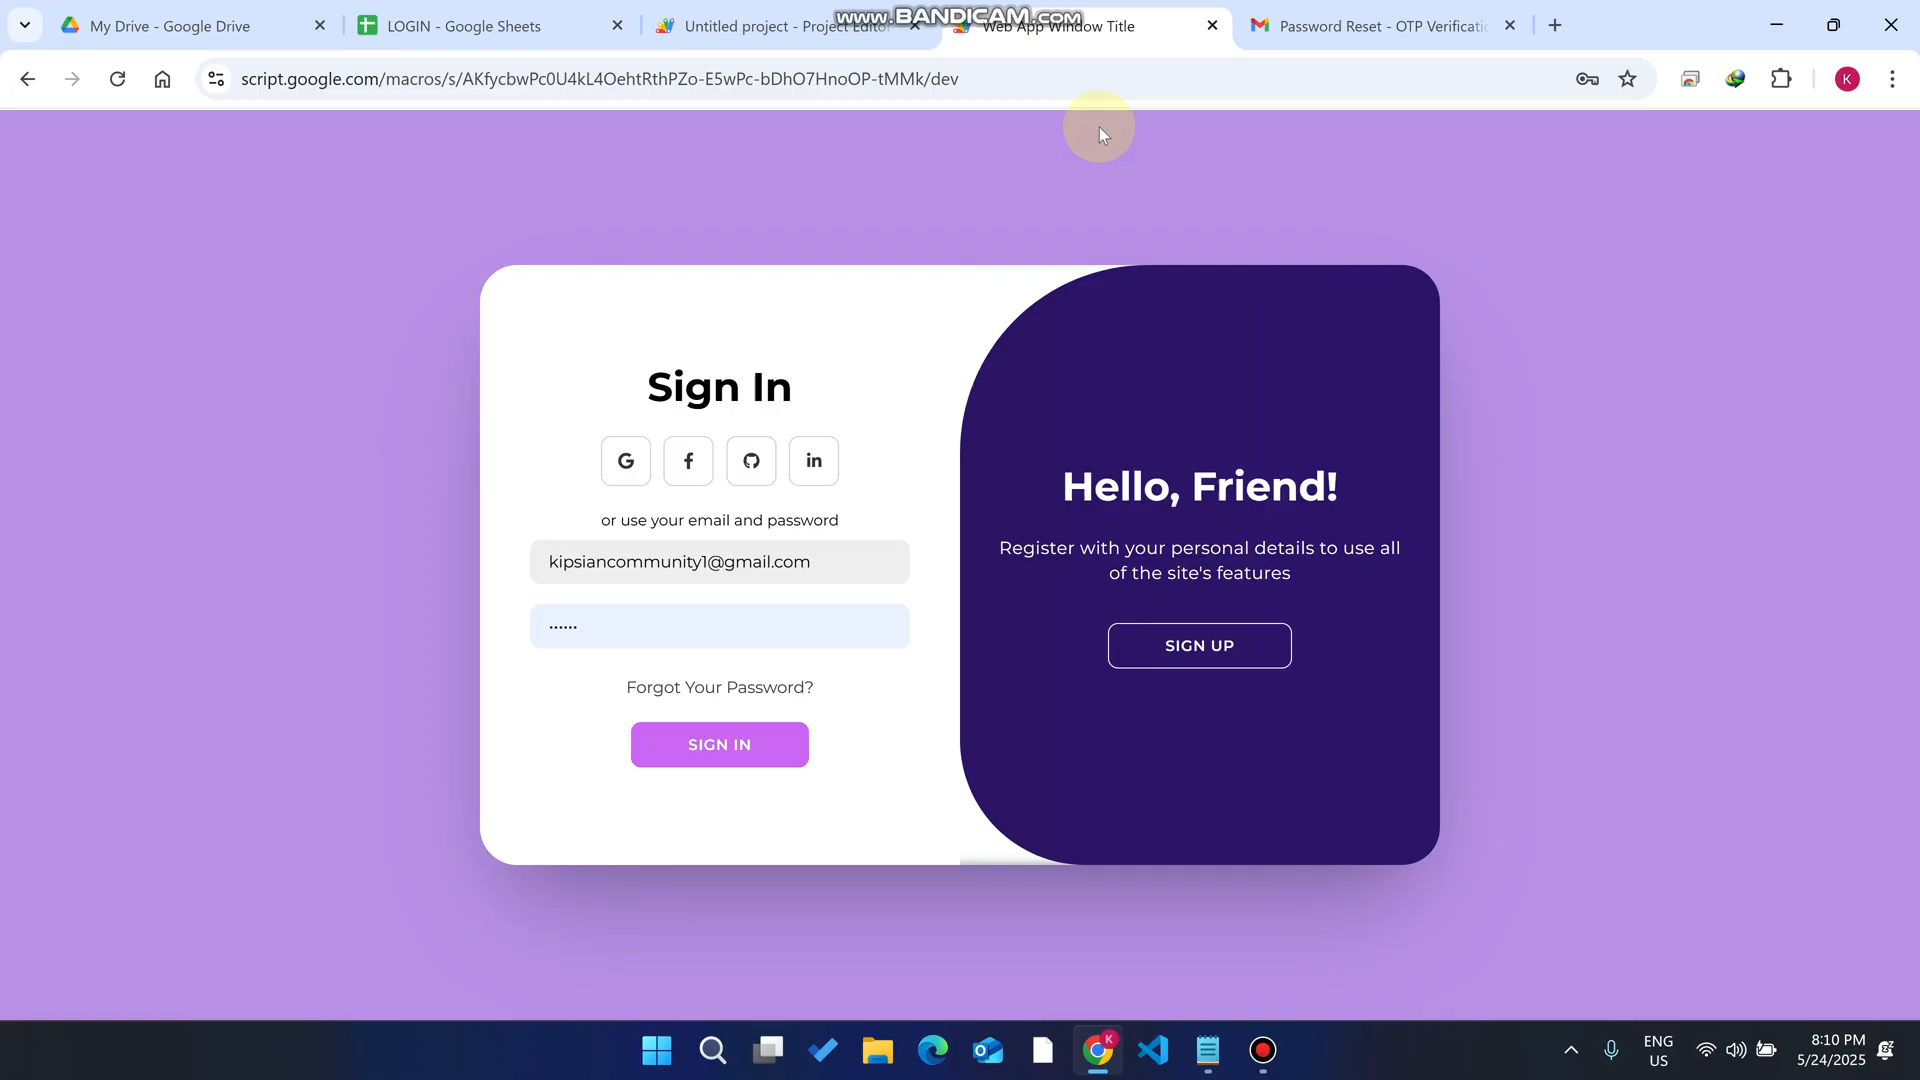 www.BANDICAM.com
My Drive - Google Drive
LOGIN - Google Sheets
Untitled project - Project Editor
Web App Window Title
Password Reset - OTP Verificatio
script.google.com/macros/s/AKfycbwPc0U4kL4OehtRthPZo-E5wPc-bDhO7HnoOP-tMMk/dev
K
Sign In
or use your email and password
kipsiancommunity1@gmail.com
••••••
Forgot Your Password?
SIGN IN
Hello, Friend!
Register with your personal details to use all
of the site's features
SIGN UP
K
ENG
US
8:10 PM
5/24/2025